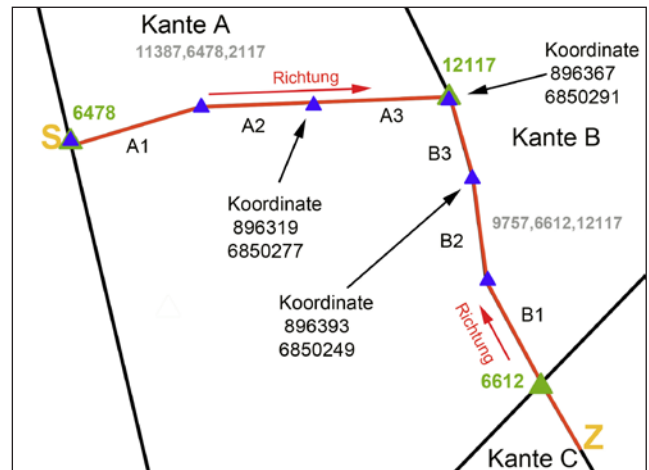 Kante A
11387,6478,2117
Richtung
12117
Koordinate
896367
6850291
6478
S
A1
A2
A3
Kante B
B3
Koordinate
896319
6850277
9757,6612,12117
B2
Koordinate
896393
6850249
B1
Richtung
6612
Z
Kante C